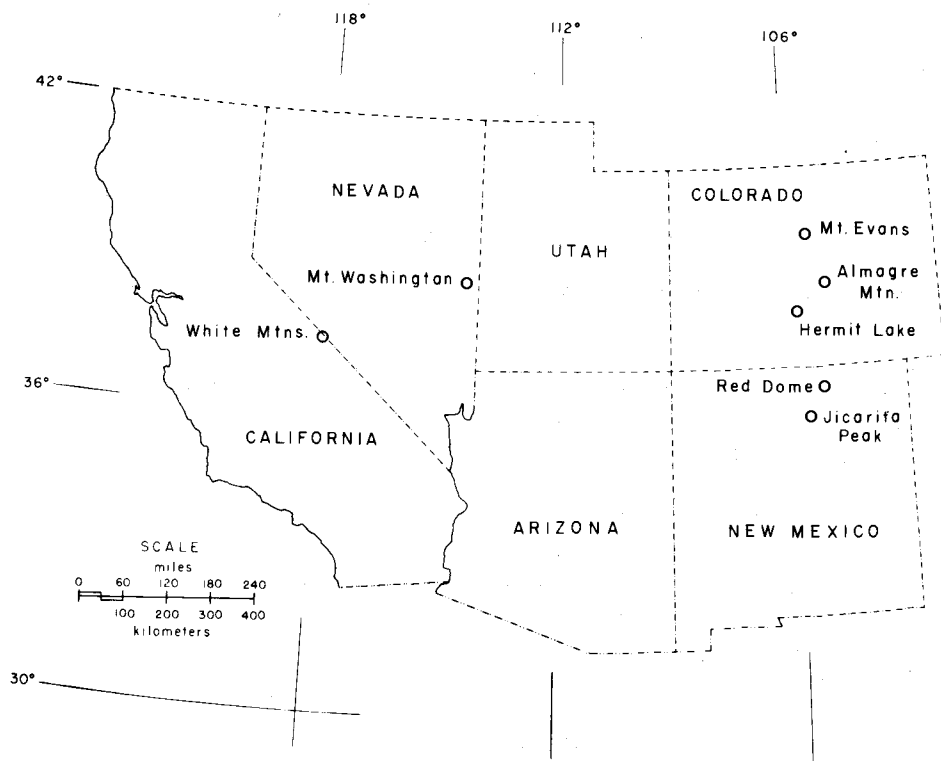 118°
112°
106°
42°
NEVADA
COLORADO
Mt. Evans
UTAH
Mt. Washington
Almagre
Mtn.
White Mtns.
Hermit Lake
36°
Red Dome
Jicarifa
Peak
CALIFORNIA
ARIZONA
NEW MEXICO
SCALE
miles
0 60 120 180 240
100 200 300 400
kilometers
30°